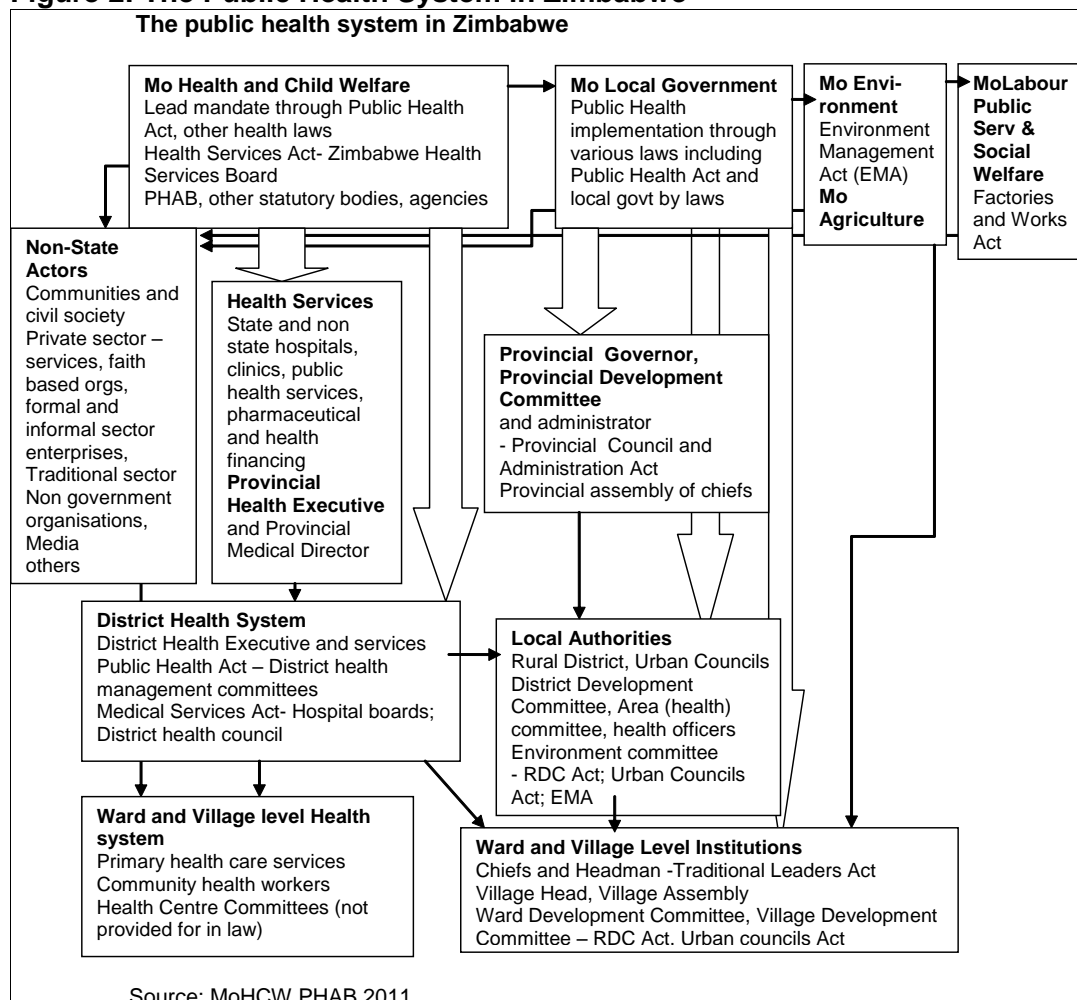 Figure 2: The Public Health System in Zimbabwe
The public health system in Zimbabwe
Mo Health and Child Welfare
Lead mandate through Public Health
Act, other health laws
Health Services Act- Zimbabwe Health
Services Board
PHAB, other statutory bodies, agencies
Mo Local Government
Public Health
implementation through
various laws including
Public Health Act and
local govt by laws
Mo Envi-
ronment
Environment
Management
Act (EMA)
Mo
Agriculture
MoLabour
Public
Serv &
Social
Welfare
Factories
and Works
Act
Non-State
Actors
Communities and
civil society
Private sector –
services, faith
based orgs,
formal and
informal sector
enterprises,
Traditional sector
Non government
organisations,
Media
others
Health Services
State and non
state hospitals,
clinics, public
health services,
pharmaceutical
and health
financing
Provincial
Health Executive
and Provincial
Medical Director
Provincial Governor,
Provincial Development
Committee
and administrator
- Provincial Council and
Administration Act
Provincial assembly of chiefs
District Health System
District Health Executive and services
Public Health Act – District health
management committees
Medical Services Act- Hospital boards;
District health council
Local Authorities
Rural District, Urban Councils
District Development
Committee, Area (health)
committee, health officers
Environment committee
- RDC Act; Urban Councils
Act; EMA
Ward and Village level Health
system
Primary health care services
Community health workers
Health Centre Committees (not
provided for in law)
Ward and Village Level Institutions
Chiefs and Headman -Traditional Leaders Act
Village Head, Village Assembly
Ward Development Committee, Village Development
Committee – RDC Act. Urban councils Act
Source: MoHCW PHAB 2011